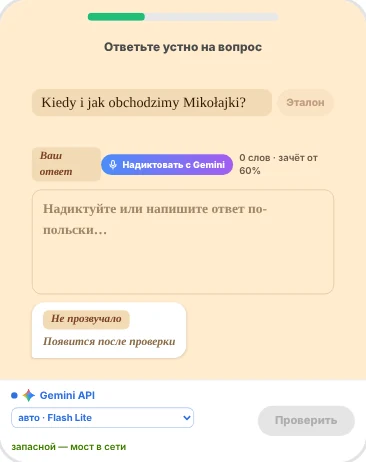 Ответьте устно на вопрос
Kiedy i jak obchodzimy Mikołajki? Эталон
Ваш ответ
Надиктовать с Gemini
0 слов · зачёт от 60%
Надиктуйте или напишите ответ по-
польски…
Не прозвучало
Появится после проверки
Gemini API
авто · Flash Lite
Проверить
запасной — мост в сети